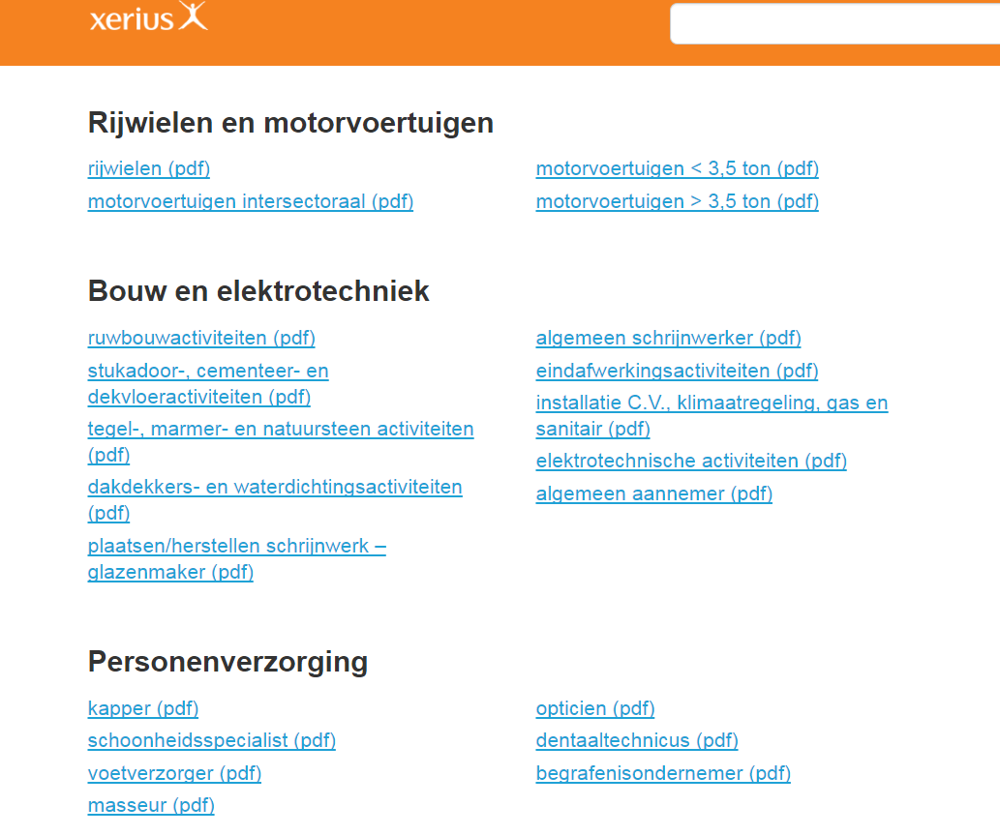 xerius
Rijwielen en motorvoertuigen
rijwielen (pdf)
motorvoertuigen intersectoraal (pdf)
motorvoertuigen < 3,5 ton (pdf)
motorvoertuigen > 3,5 ton (pdf)
Bouw en elektrotechniek
ruwbouwactiviteiten (pdf)
stukadoor-, cementeer- en
dekvloeractiviteiten (pdf)
tegel-, marmer- en natuursteen activiteiten
(pdf)
dakdekkers- en waterdichtingsactiviteiten
(pdf)
plaatsen/herstellen schrijnwerk –
glazenmaker (pdf)
algemeen schrijnwerker (pdf)
eindafwerkingsactiviteiten (pdf)
installatie C.V., klimaatregeling, gas en
sanitair (pdf)
elektrotechnische activiteiten (pdf)
algemeen aannemer (pdf)
Personenverzorging
kapper (pdf)
schoonheidsspecialist (pdf)
voetverzorger (pdf)
masseur (pdf)
opticien (pdf)
dentaaltechnicus (pdf)
begrafenisondernemer (pdf)